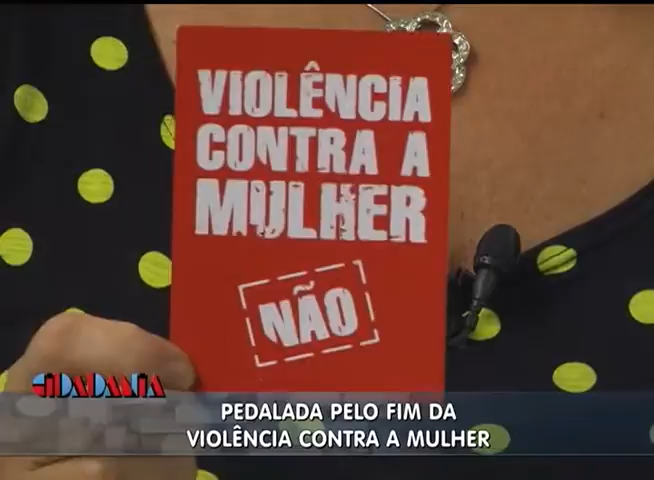 VIOLÊNCIA
CONTRA A
MULHER
NÃO
CIDADANIA
PEDALADA PELO FIM DA
VIOLÊNCIA CONTRA A MULHER